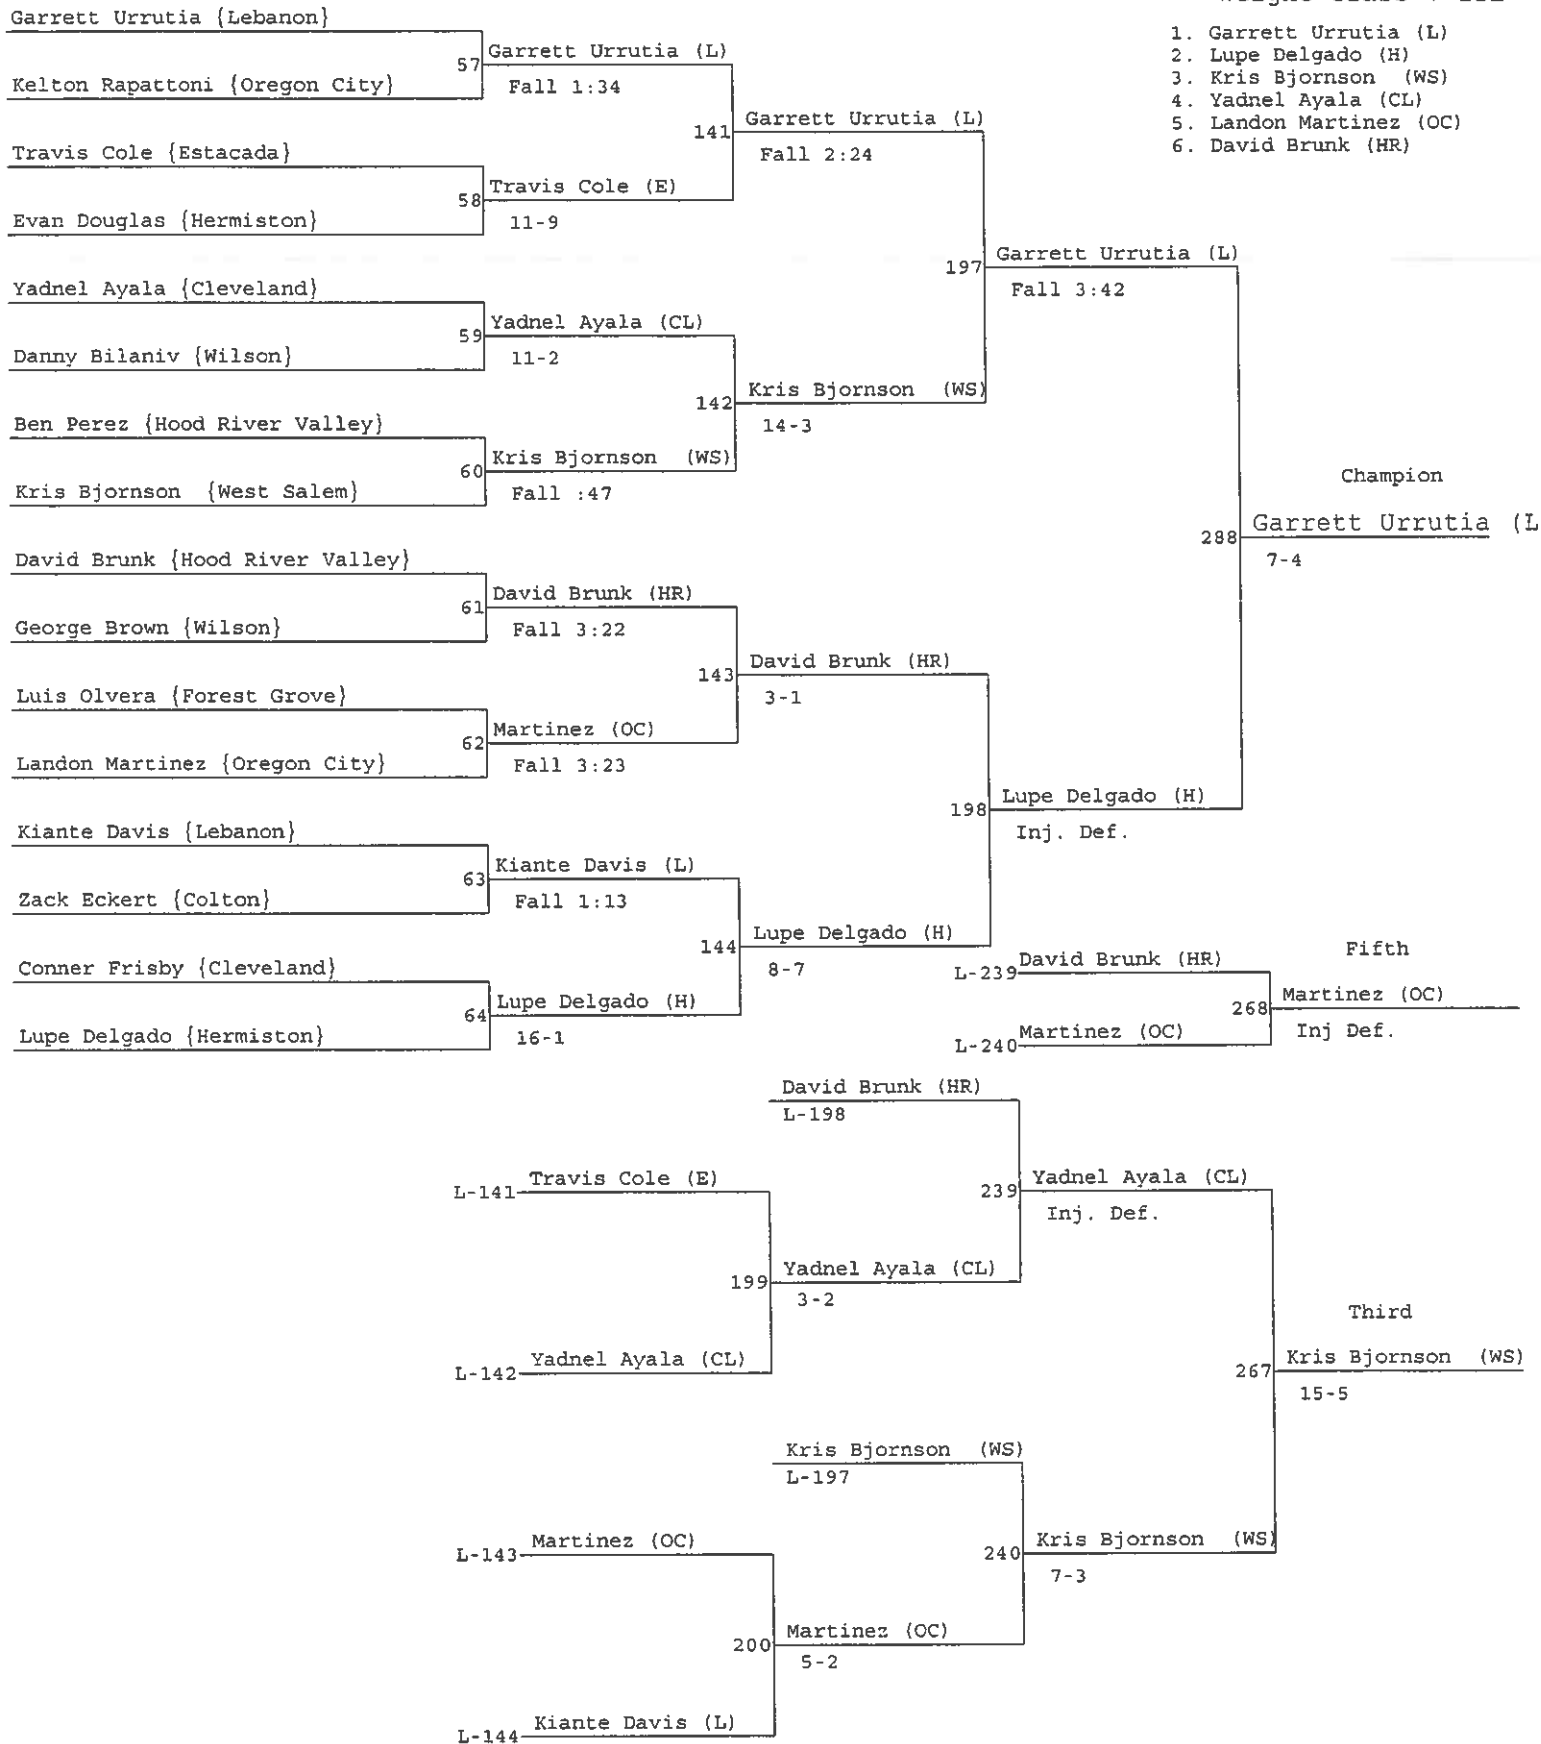 Garrett Urrutia {Lebanon}
57
Garrett Urrutia (L)
Kelton Rapattoni {Oregon City}
Fall 1:34
141
Garrett Urrutia (L)
Fall 2:24
Travis Cole {Estacada}
58
Travis Cole (E)
Evan Douglas {Hermiston}
11-9
197
Garrett Urrutia (L)
Fall 3:42
Yadnel Ayala {Cleveland}
59
Yadnel Ayala (CL)
Danny Bilaniv {Wilson}
11-2
142
Kris Bjornson (WS)
14-3
Ben Perez {Hood River Valley}
60
Kris Bjornson (WS)
Kris Bjornson {West Salem}
Fall :47
1. Garrett Urrutia (L)
2. Lupe Delgado (H)
3. Kris Bjornson (WS)
4. Yadnel Ayala (CL)
5. Landon Martinez (OC)
6. David Brunk (HR)
Champion
288
Garrett Urrutia (L
7-4
David Brunk {Hood River Valley}
61
David Brunk (HR)
George Brown {Wilson}
Fall 3:22
143
David Brunk (HR)
3-1
Luis Olvera {Forest Grove}
62
Martinez (OC)
Landon Martinez {Oregon City}
Fall 3:23
198
Lupe Delgado (H)
Inj. Def.
Kiante Davis {Lebanon}
63
Kiante Davis (L)
Zack Eckert {Colton}
Fall 1:13
144
Lupe Delgado (H)
8-7
Conner Frisby {Cleveland}
64
Lupe Delgado (H)
Lupe Delgado {Hermiston}
16-1
Fifth
L-239
David Brunk (HR)
268
Martinez (OC)
Inj Def.
L-240
Martinez (OC)
David Brunk (HR)
L-198
L-141
Travis Cole (E)
239
Yadnel Ayala (CL)
Inj. Def.
199
Yadnel Ayala (CL)
3-2
L-142
Yadnel Ayala (CL)
Third
267
Kris Bjornson (WS)
15-5
Kris Bjornson (WS)
L-197
L-143
Martinez (OC)
240
Kris Bjornson (WS)
7-3
200
Martinez (OC)
5-2
L-144
Kiante Davis (L)